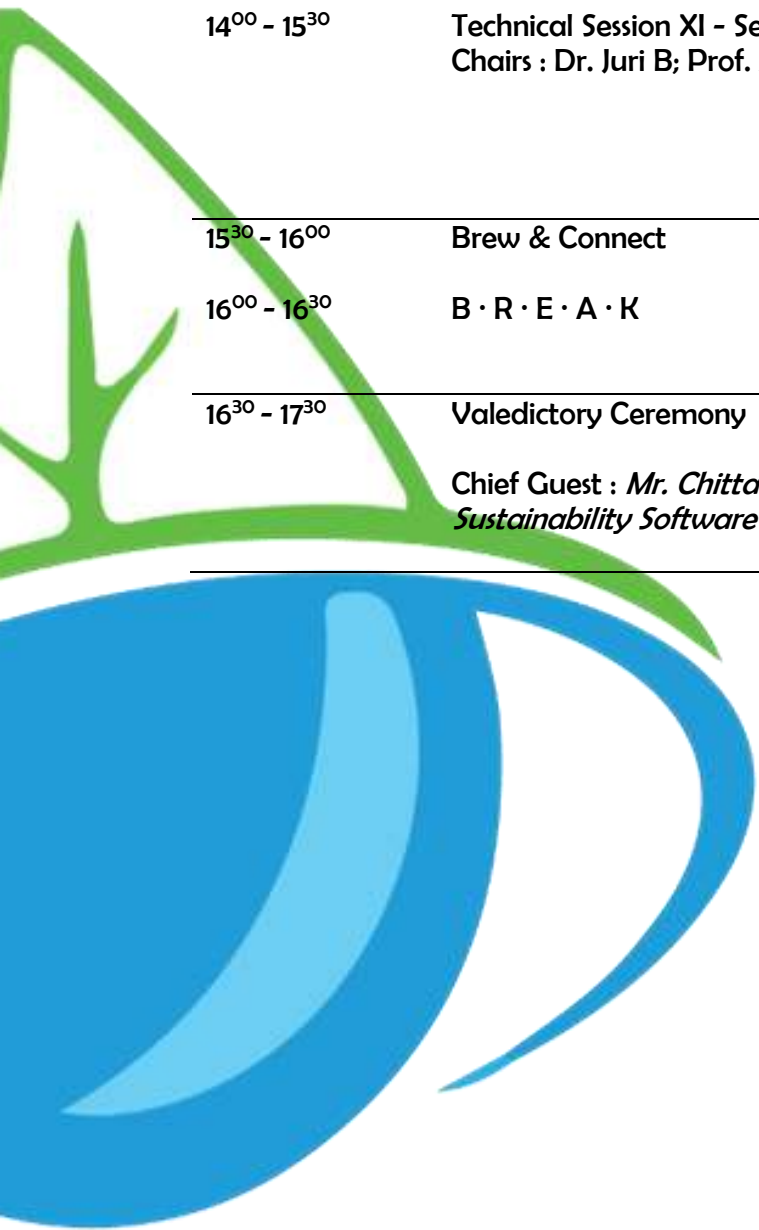 14⁰⁰ - 15³⁰ Technical Session XI - Se
Chairs : Dr. Juri B; Prof.
15³⁰ - 16⁰⁰ Brew & Connect
16⁰⁰ - 16³⁰ B · R · E · A · K
16³⁰ - 17³⁰ Valedictory Ceremony
Chief Guest : Mr. Chitta
Sustainability Software